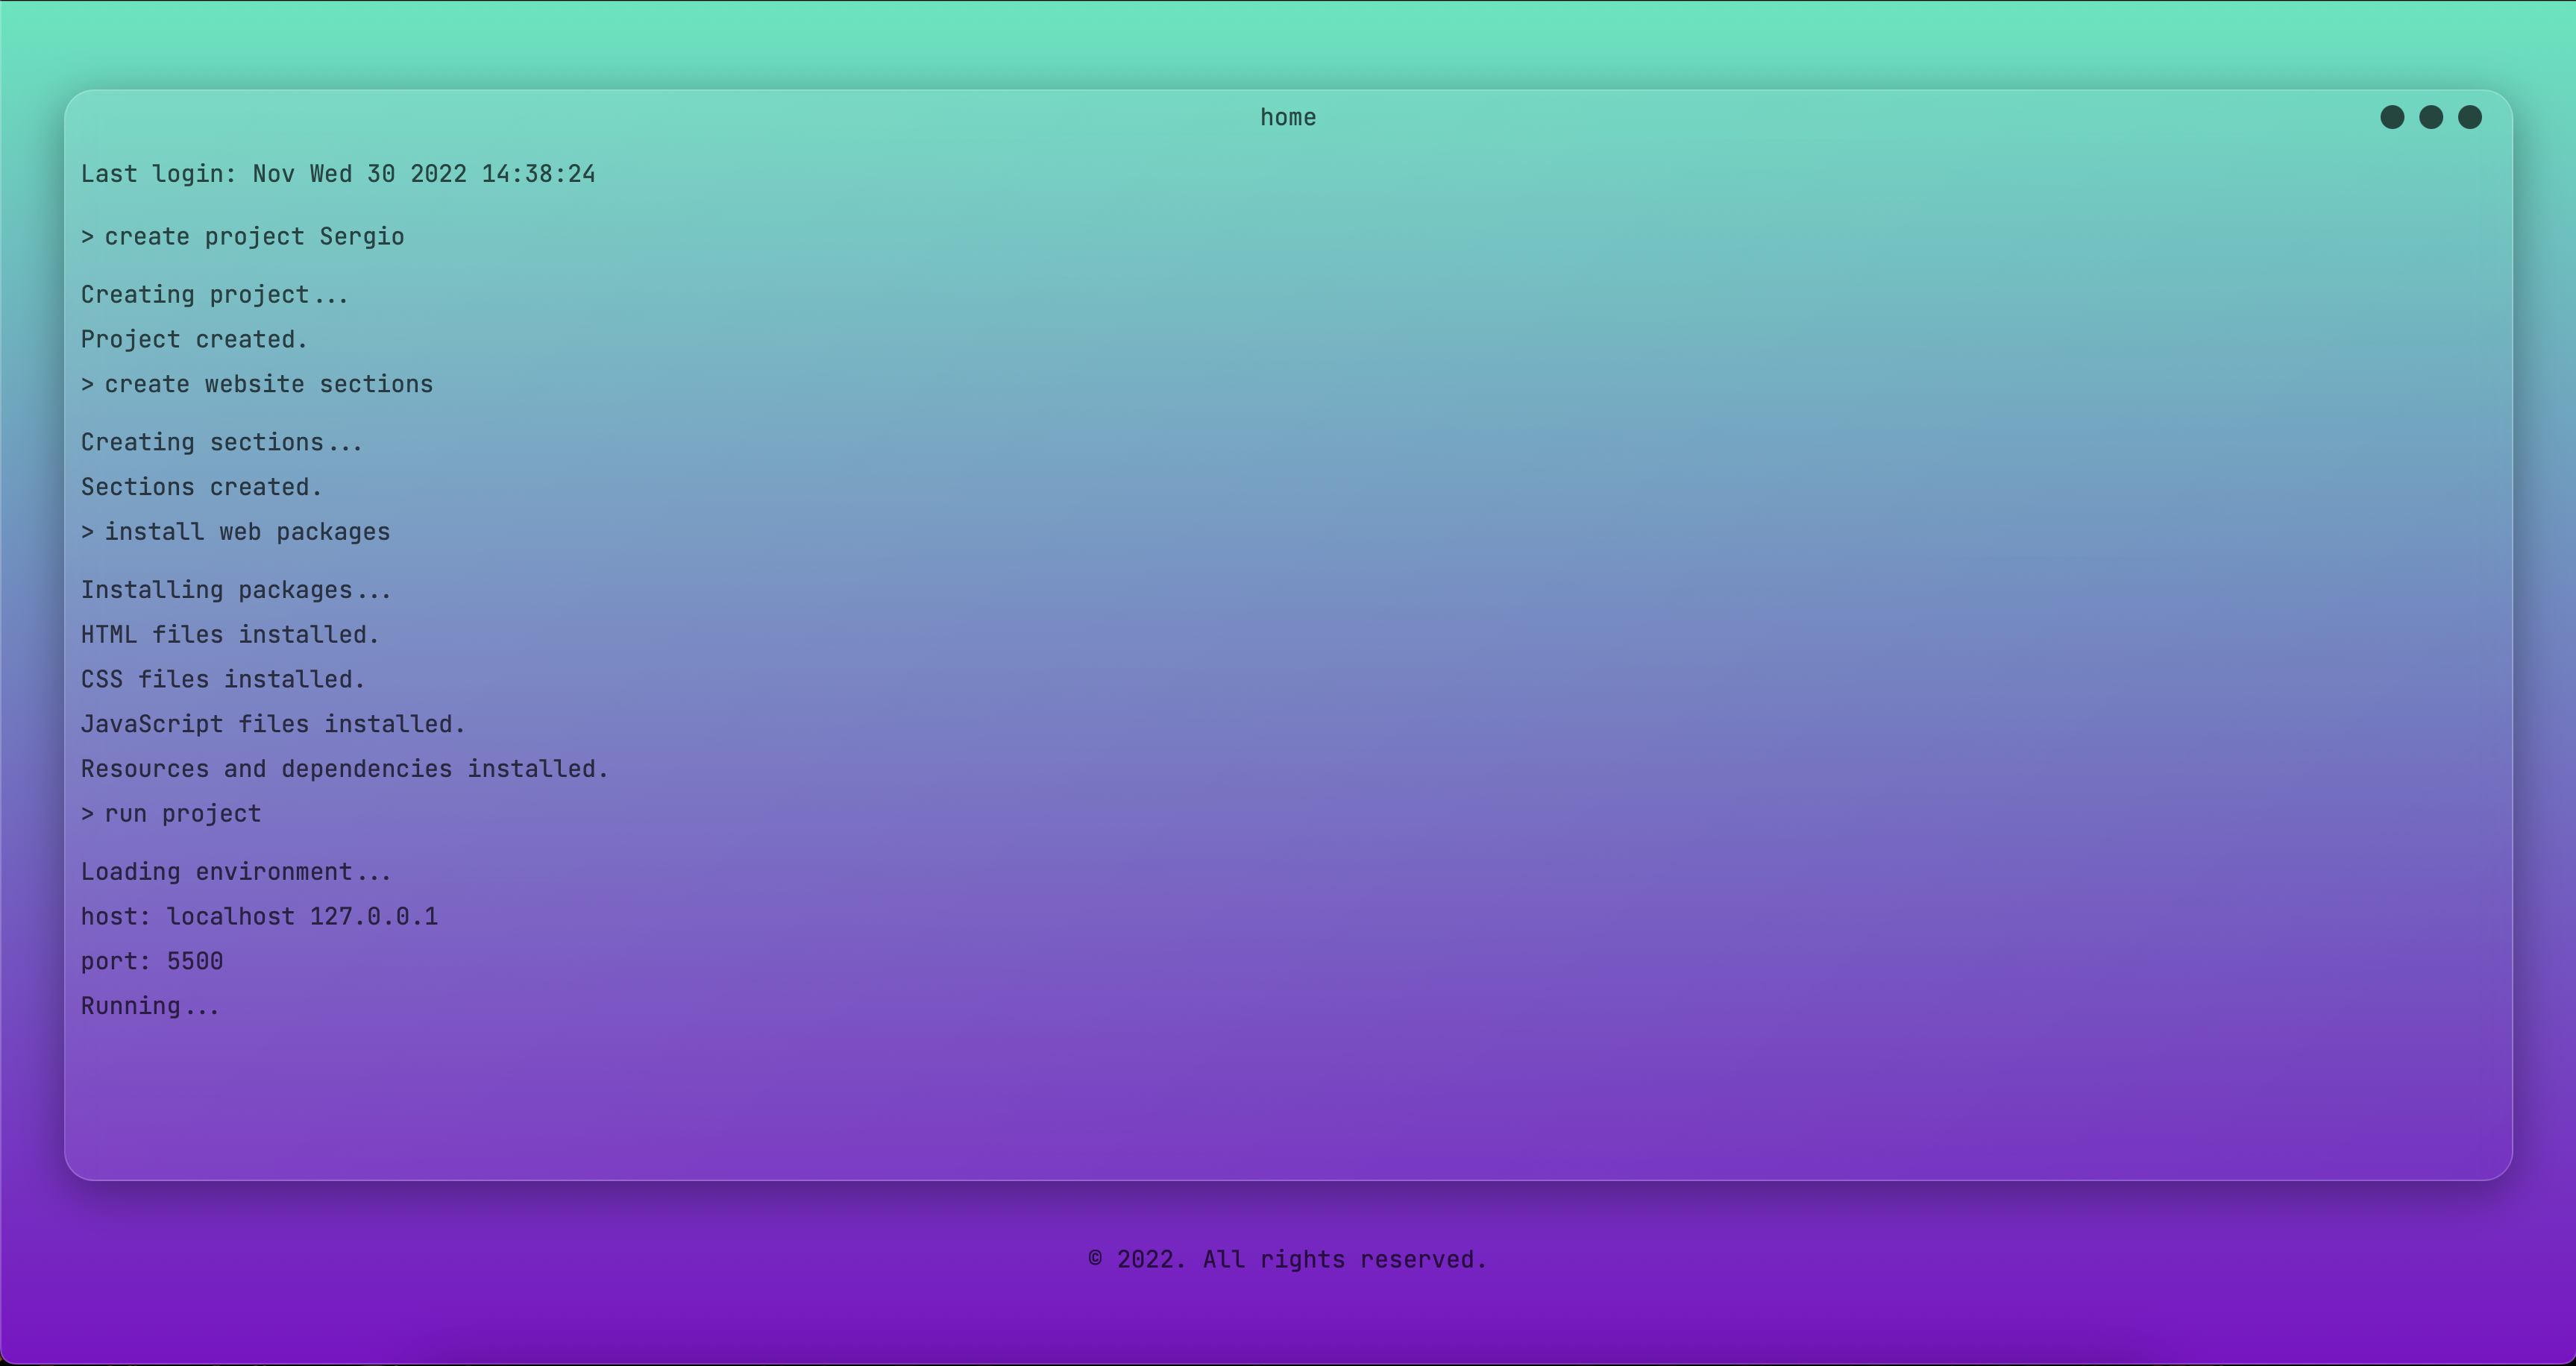 home
Last login: Nov Wed 30 2022 14:38:24
> create project Sergio
Creating project...
Project created.
> create website sections
Creating sections...
Sections created.
> install web packages
Installing packages...
HTML files installed.
CSS files installed.
JavaScript files installed.
Resources and dependencies installed.
> run project
Loading environment...
host: localhost 127.0.0.1
port: 5500
Running...
© 2022. All rights reserved.